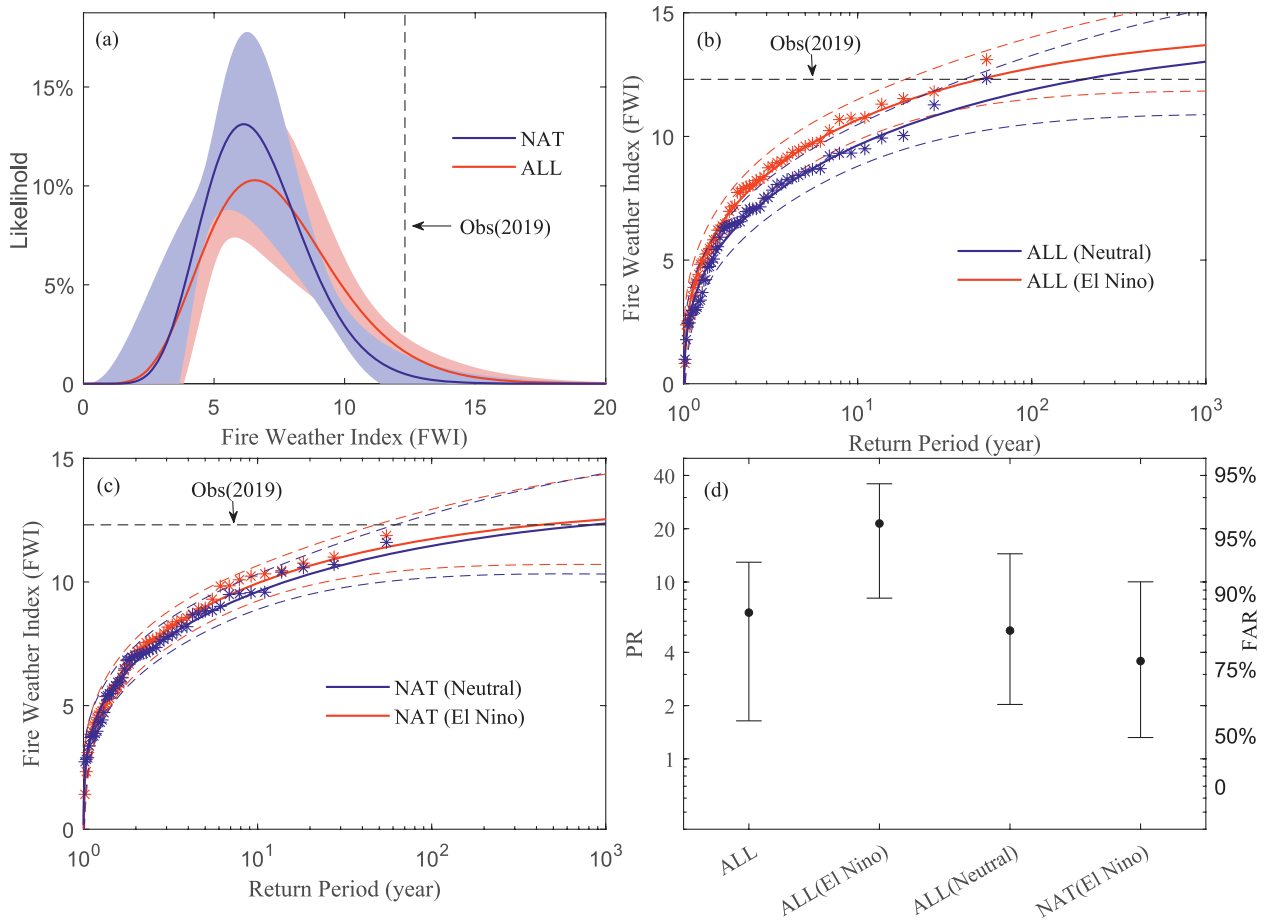 (a)
15%
10%
5%
0
Likelihold
NAT
ALL
Obs(2019)
0 5 10 15 20
Fire Weather Index (FWI)
(b)
Obs(2019)
15
10
5
0
Fire Weather Index (FWI)
ALL (Neutral)
ALL (El Nino)
10^0 10^1 10^2 10^3
Return Period (year)
(c)
Obs(2019)
15
10
5
0
Fire Weather Index (FWI)
NAT (Neutral)
NAT (El Nino)
10^0 10^1 10^2 10^3
Return Period (year)
(d)
40
20
10
4
2
1
PR
95%
95%
90%
75%
50%
0
FAR
ALL
ALL(El Nino)
ALL(Neutral)
NAT(El Nino)